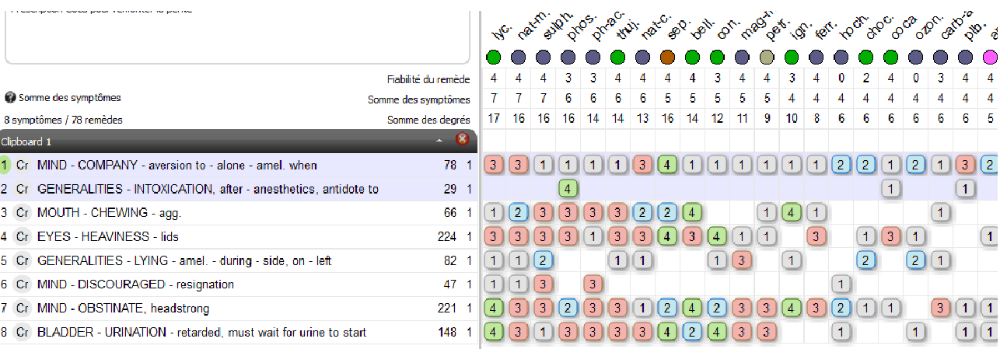 Prescription Coca pour remonter la pente
lyc. nat-m. sulph. phos. ph-ac. thuj. nat-c. sep. bell. con. petr. ign. ferr. choc. coca ozon. carb-a plb.
Fiabilité du remède 4 4 4 3 3 4 4 4 4 3 4 4 3 4 0 2 4 0 3 4 4
? Somme des symptômes Somme des symptômes 7 7 7 6 6 6 6 5 5 5 5 5 4 4 4 4 4 4 4 4 4
8 symptômes / 78 remèdes Somme des degrés 17 16 16 16 14 14 13 16 14 12 11 9 10 8 6 6 6 6 6 6 5
Clipboard 1
1 Cr MIND - COMPANY - aversion to - alone - amel. when 78 1 3 3 1 1 1 1 3 4 1 1 1 1 1 1 2 2 1 2 1 3 2
2 Cr GENERALITIES - INTOXICATION, after - anesthetics, antidote to 29 1 4 1 1
3 Cr MOUTH - CHEWING - agg. 66 1 1 2 3 3 3 3 2 2 4 1 4 1 1
4 Cr EYES - HEAVINESS - lids 224 1 3 3 3 3 1 3 3 4 3 4 1 1 3 1 3 1 1
5 Cr GENERALITIES - LYING - amel. - during - side, on - left 82 1 1 1 2 1 1 1 3 1 2 2 1
6 Cr MIND - DISCOURAGED - resignation 47 1 1 1 3 3 1
7 Cr MIND - OBSTINATE, headstrong 221 1 4 3 3 2 3 3 1 2 4 2 3 3 4 3 2 1 1 3 1 1
8 Cr BLADDER - URINATION - retarded, must wait for urine to start 148 1 4 3 1 3 3 3 3 4 2 4 3 3 1 1 1 1